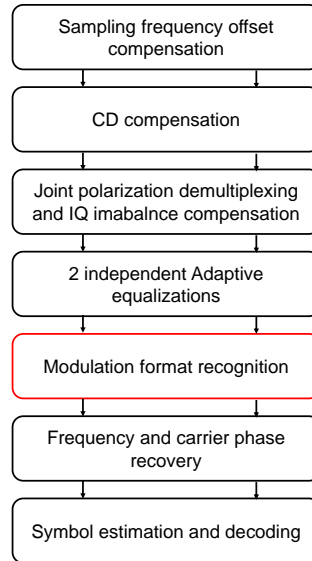 Sampling frequency offset
compensation
CD compensation
Joint polarization demultiplexing
and IQ imabalnce compensation
2 independent Adaptive
equalizations
Modulation format recognition
Frequency and carrier phase
recovery
Symbol estimation and decoding